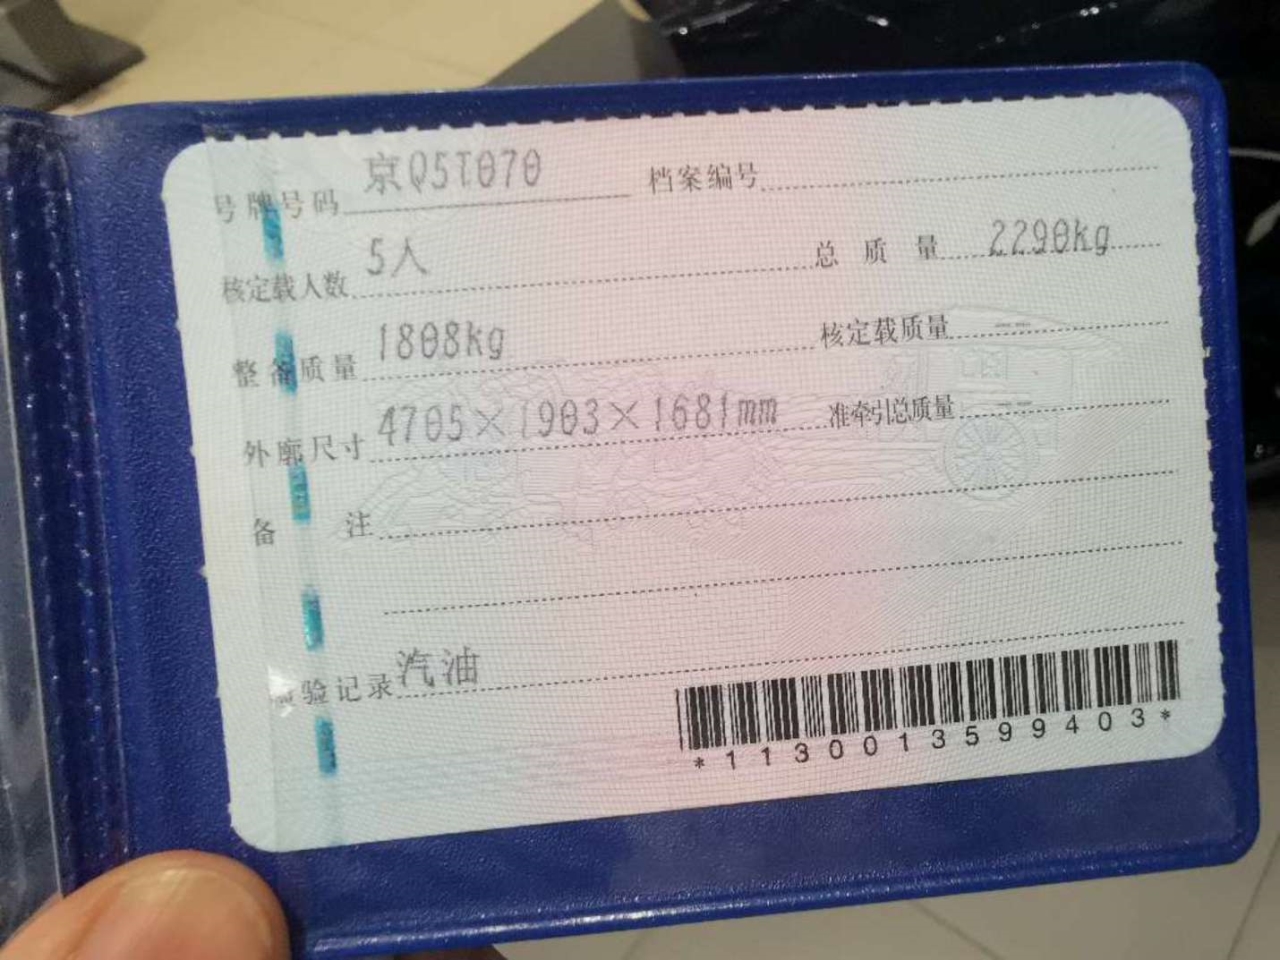 号牌号码 京Q5T070 档案编号
核定载人数 5人 总质量 2290kg
整备质量 1808kg 核定载质量 --
外廓尺寸 4705×1903×1681mm 准牵引总质量 --
备注
检验记录 汽油
*1130013599403*